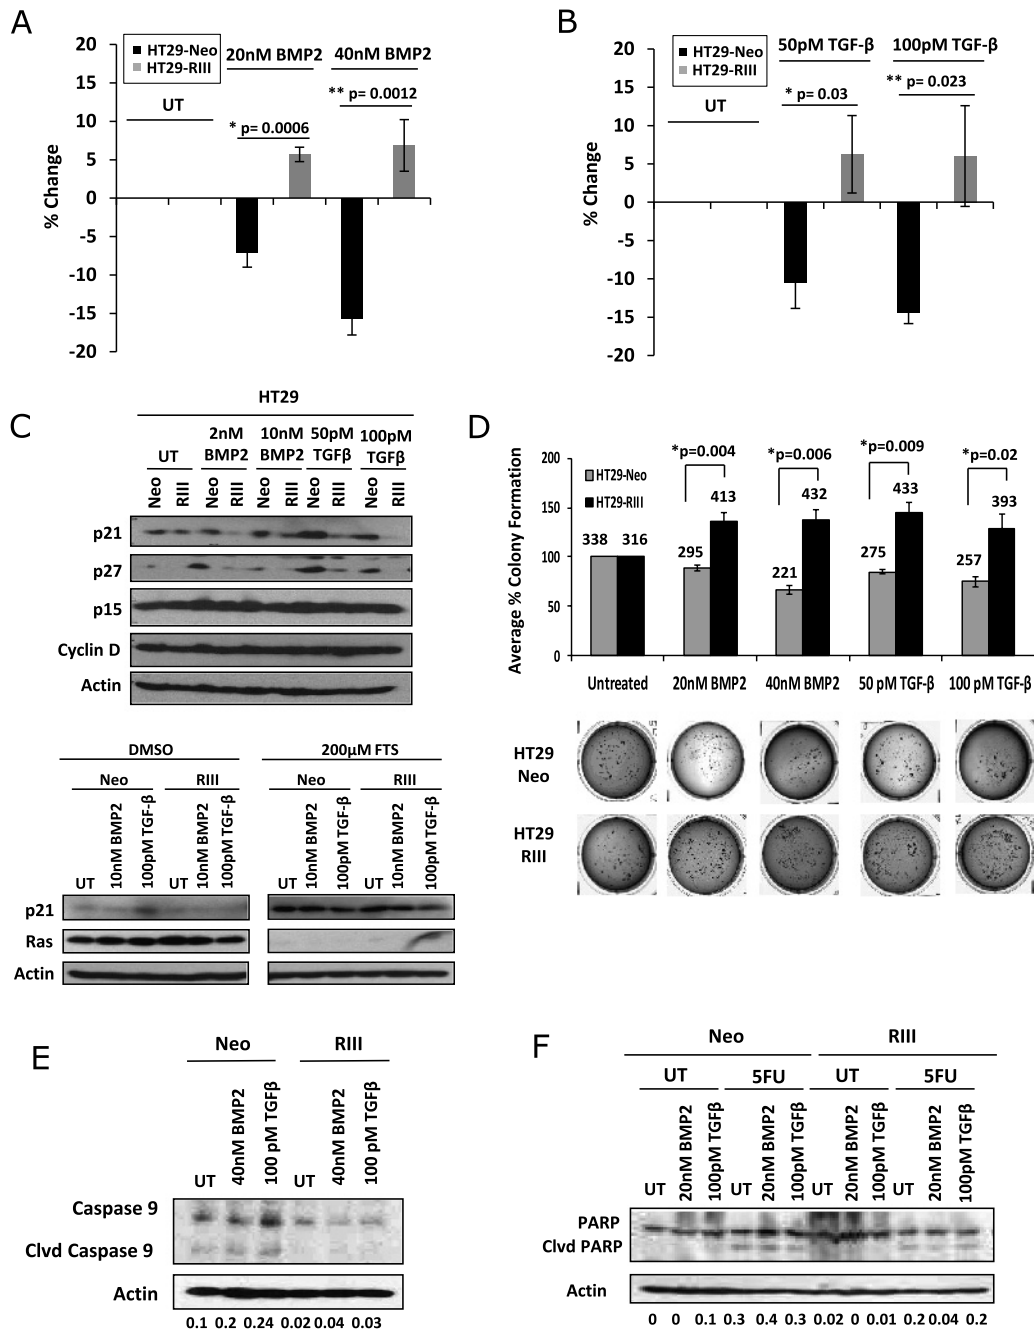 A
20
15
10
5
0
-5
-10
-15
-20
% Change
HT29-Neo
HT29-RIII
UT
20nM BMP2
40nM BMP2
* p= 0.0006
** p= 0.0012
B
20
15
10
5
0
-5
-10
-15
-20
% Change
HT29-Neo
HT29-RIII
UT
50pM TGF-β
100pM TGF-β
* p= 0.03
** p= 0.023
C
HT29
UT
2nM BMP2
10nM BMP2
50pM TGFβ
100pM TGFβ
Neo RIII Neo RIII Neo RIII Neo RIII Neo RIII
p21
p27
p15
Cyclin D
Actin
DMSO
200µM FTS
Neo RIII Neo RIII
UT 10nM BMP2 100pM TGF-β UT 10nM BMP2 100pM TGF-β
UT 10nM BMP2 100pM TGF-β UT 10nM BMP2 100pM TGF-β
p21
Ras
Actin
D
Average % Colony Formation
200
150
100
50
0
HT29-Neo
HT29-RIII
*p=0.004
*p=0.006
*p=0.009
*p=0.02
338 316
295 413
221 432
275 433
257 393
Untreated 20nM BMP2 40nM BMP2 50 pM TGF-β 100 pM TGF-β
HT29
Neo
HT29
RIII
E
Neo RIII
UT 40nM BMP2 100 pM TGFβ UT 40nM BMP2 100 pM TGFβ
Caspase 9
Clvd Caspase 9
Actin
0.1 0.2 0.24 0.02 0.04 0.03
F
Neo RIII
UT 5FU UT 5FU
UT 20nM BMP2 100pM TGFβ UT 20nM BMP2 100pM TGFβ UT 20nM BMP2 100pM TGFβ UT 20nM BMP2 100pM TGFβ
PARP
Clvd PARP
Actin
0 0 0.1 0.3 0.4 0.3 0.02 0 0.01 0.2 0.04 0.2